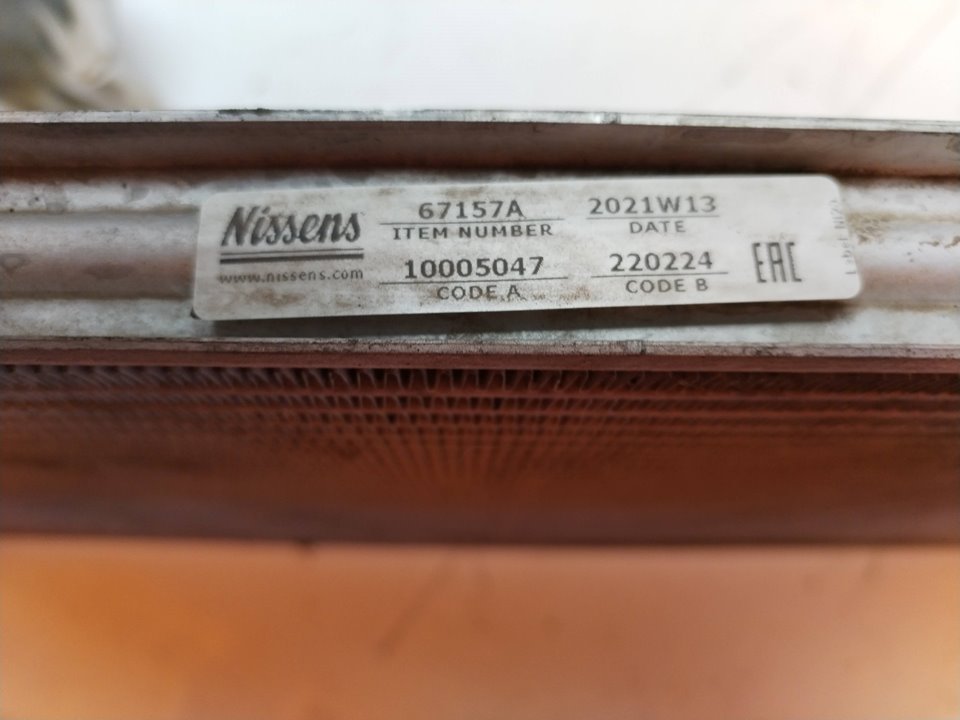 Nissens
www.nissens.com
67157A
ITEM NUMBER
10005047
CODE A
2021W13
DATE
220224
CODE B
EAC